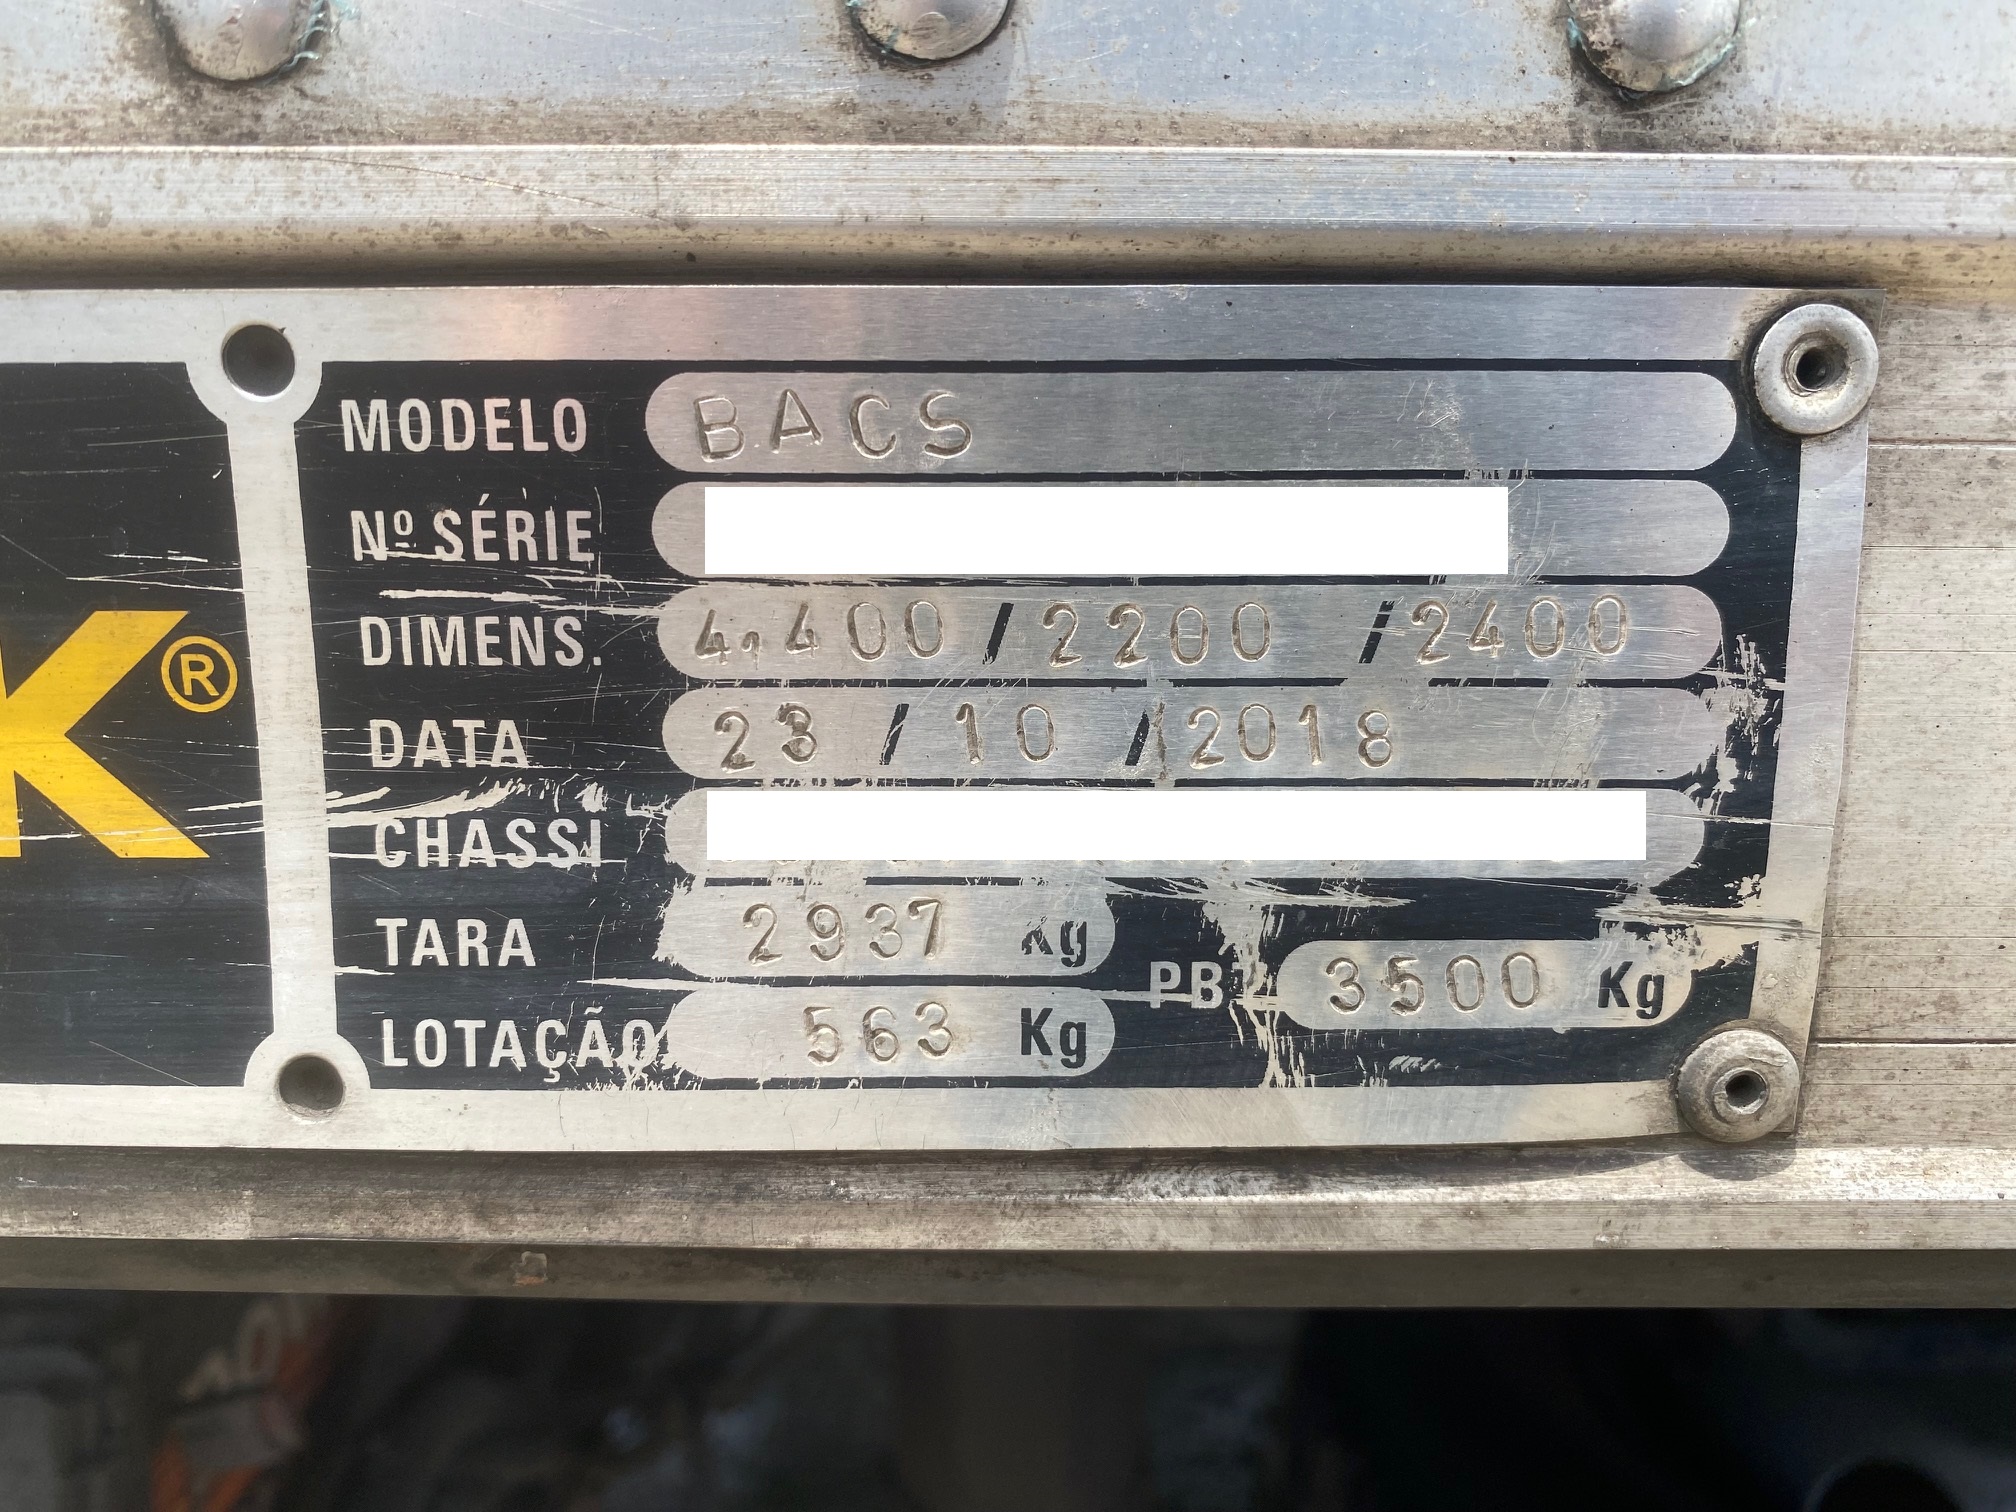 K®
MODELO BACS
Nº SÉRIE
DIMENS. 4,400 / 2200 / 2400
DATA 23 / 10 / 2018
CHASSI
TARA 2937 Kg
PB 3500 Kg
LOTAÇÃO 563 Kg